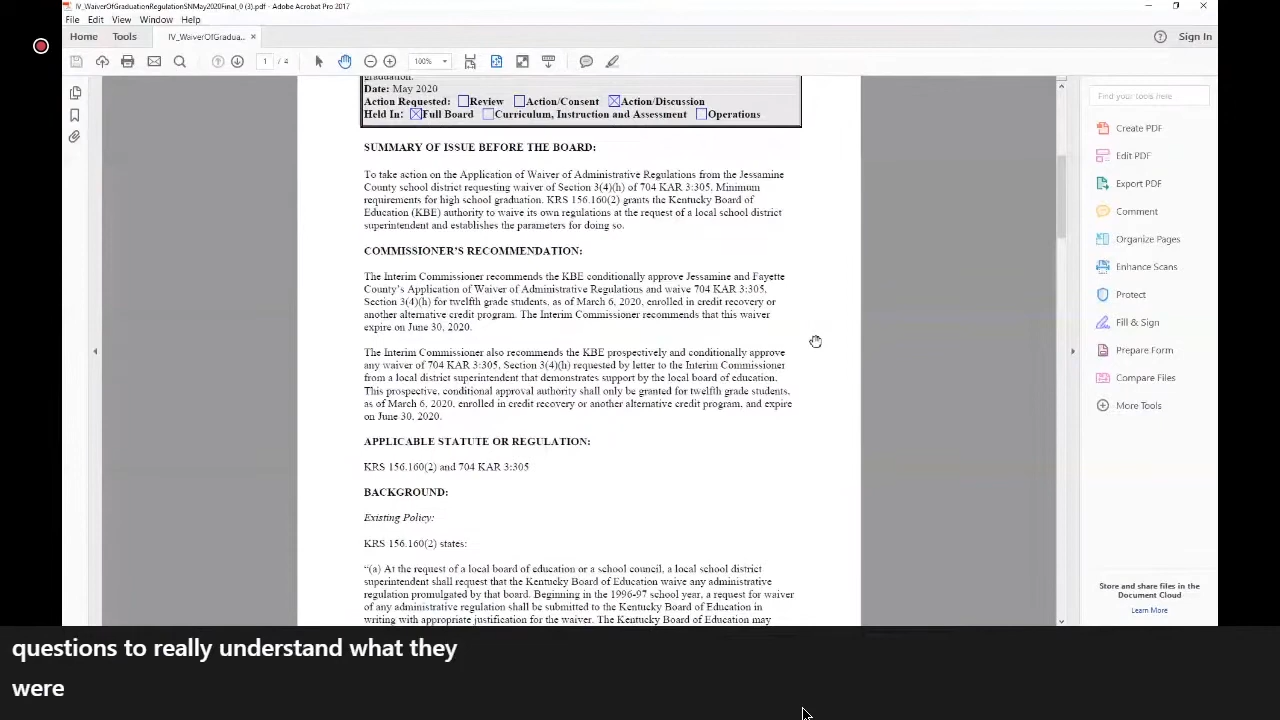 IV_WaiverOfGraduationRegulationSNMay2020Final_0 (3).pdf - Adobe Acrobat Pro 2017
File Edit View Window Help
Home Tools IV_WaiverOfGradua... × Sign In
1 / 4 100%
graduation.
Date: May 2020
Action Requested: Review Action/Consent Action/Discussion
Held In: Full Board Curriculum, Instruction and Assessment Operations
SUMMARY OF ISSUE BEFORE THE BOARD:
To take action on the Application of Waiver of Administrative Regulations from the Jessamine
County school district requesting waiver of Section 3(4)(h) of 704 KAR 3:305, Minimum
requirements for high school graduation. KRS 156.160(2) grants the Kentucky Board of
Education (KBE) authority to waive its own regulations at the request of a local school district
superintendent and establishes the parameters for doing so.
COMMISSIONER'S RECOMMENDATION:
The Interim Commissioner recommends the KBE conditionally approve Jessamine and Fayette
County's Application of Waiver of Administrative Regulations and waive 704 KAR 3:305,
Section 3(4)(h) for twelfth grade students, as of March 6, 2020, enrolled in credit recovery or
another alternative credit program. The Interim Commissioner recommends that this waiver
expire on June 30, 2020.
The Interim Commissioner also recommends the KBE prospectively and conditionally approve
any waiver of 704 KAR 3:305, Section 3(4)(h) requested by letter to the Interim Commissioner
from a local district superintendent that demonstrates support by the local board of education.
This prospective, conditional approval authority shall only be granted for twelfth grade students,
as of March 6, 2020, enrolled in credit recovery or another alternative credit program, and expire
on June 30, 2020.
APPLICABLE STATUTE OR REGULATION:
KRS 156.160(2) and 704 KAR 3:305
BACKGROUND:
Existing Policy:
KRS 156.160(2) states:
"(a) At the request of a local board of education or a school council, a local school district
superintendent shall request that the Kentucky Board of Education waive any administrative
regulation promulgated by that board. Beginning in the 1996-97 school year, a request for waiver
of any administrative regulation shall be submitted to the Kentucky Board of Education in
writing with appropriate justification for the waiver. The Kentucky Board of Education may
Find your tools here
Create PDF
Edit PDF
Export PDF
Comment
Organize Pages
Enhance Scans
Protect
Fill & Sign
Prepare Form
Compare Files
More Tools
Store and share files in the
Document Cloud
Learn More
questions to really understand what they
were